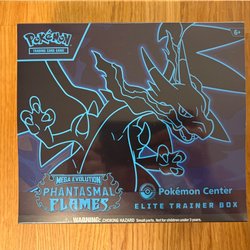 Pokémon
TRADING CARD GAME
6+
MEGA EVOLUTION
PHANTASMAL
FLAMES
Pokémon Center
ELITE TRAINER BOX
WARNING: CHOKING HAZARD Small parts. Not for children under 3 years.